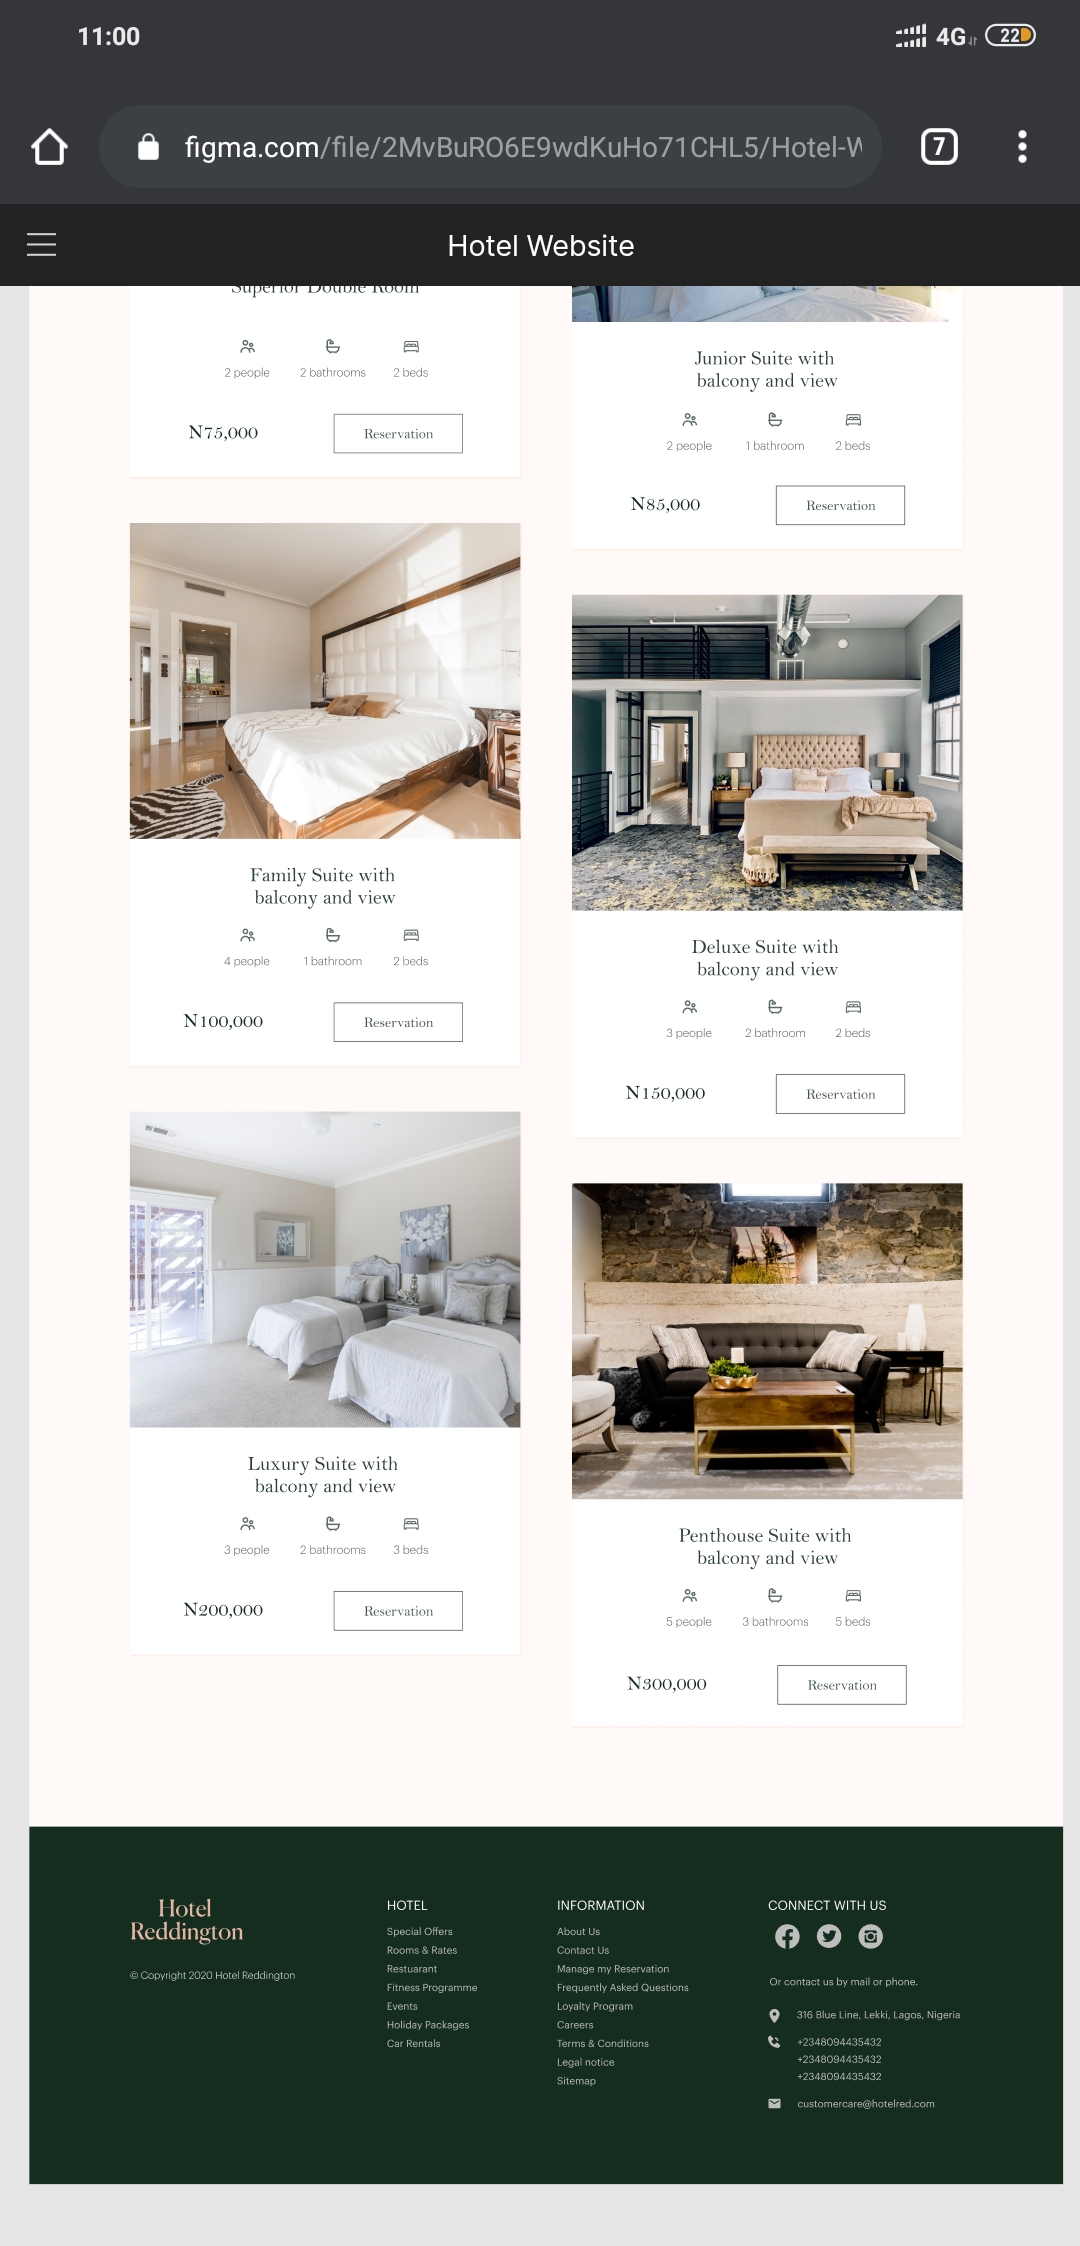 11:00
4G
22
figma.com/file/2MvBuRO6E9wdKuHo71CHL5/Hotel-W
7
Hotel Website
Superior Double Room
2 people 2 bathrooms 2 beds
N75,000 Reservation
Junior Suite with
balcony and view
2 people 1 bathroom 2 beds
N85,000 Reservation
Family Suite with
balcony and view
4 people 1 bathroom 2 beds
N100,000 Reservation
Deluxe Suite with
balcony and view
3 people 2 bathroom 2 beds
N150,000 Reservation
Luxury Suite with
balcony and view
3 people 2 bathrooms 3 beds
N200,000 Reservation
Penthouse Suite with
balcony and view
5 people 3 bathrooms 5 beds
N300,000 Reservation
Hotel
Reddington
© Copyright 2020 Hotel Reddington
HOTEL
Special Offers
Rooms & Rates
Restuarant
Fitness Programme
Events
Holiday Packages
Car Rentals
INFORMATION
About Us
Contact Us
Manage my Reservation
Frequently Asked Questions
Loyalty Program
Careers
Terms & Conditions
Legal notice
Sitemap
CONNECT WITH US
Or contact us by mail or phone.
316 Blue Line, Lekki, Lagos, Nigeria
+2348094435432
+2348094435432
+2348094435432
customercare@hotelred.com